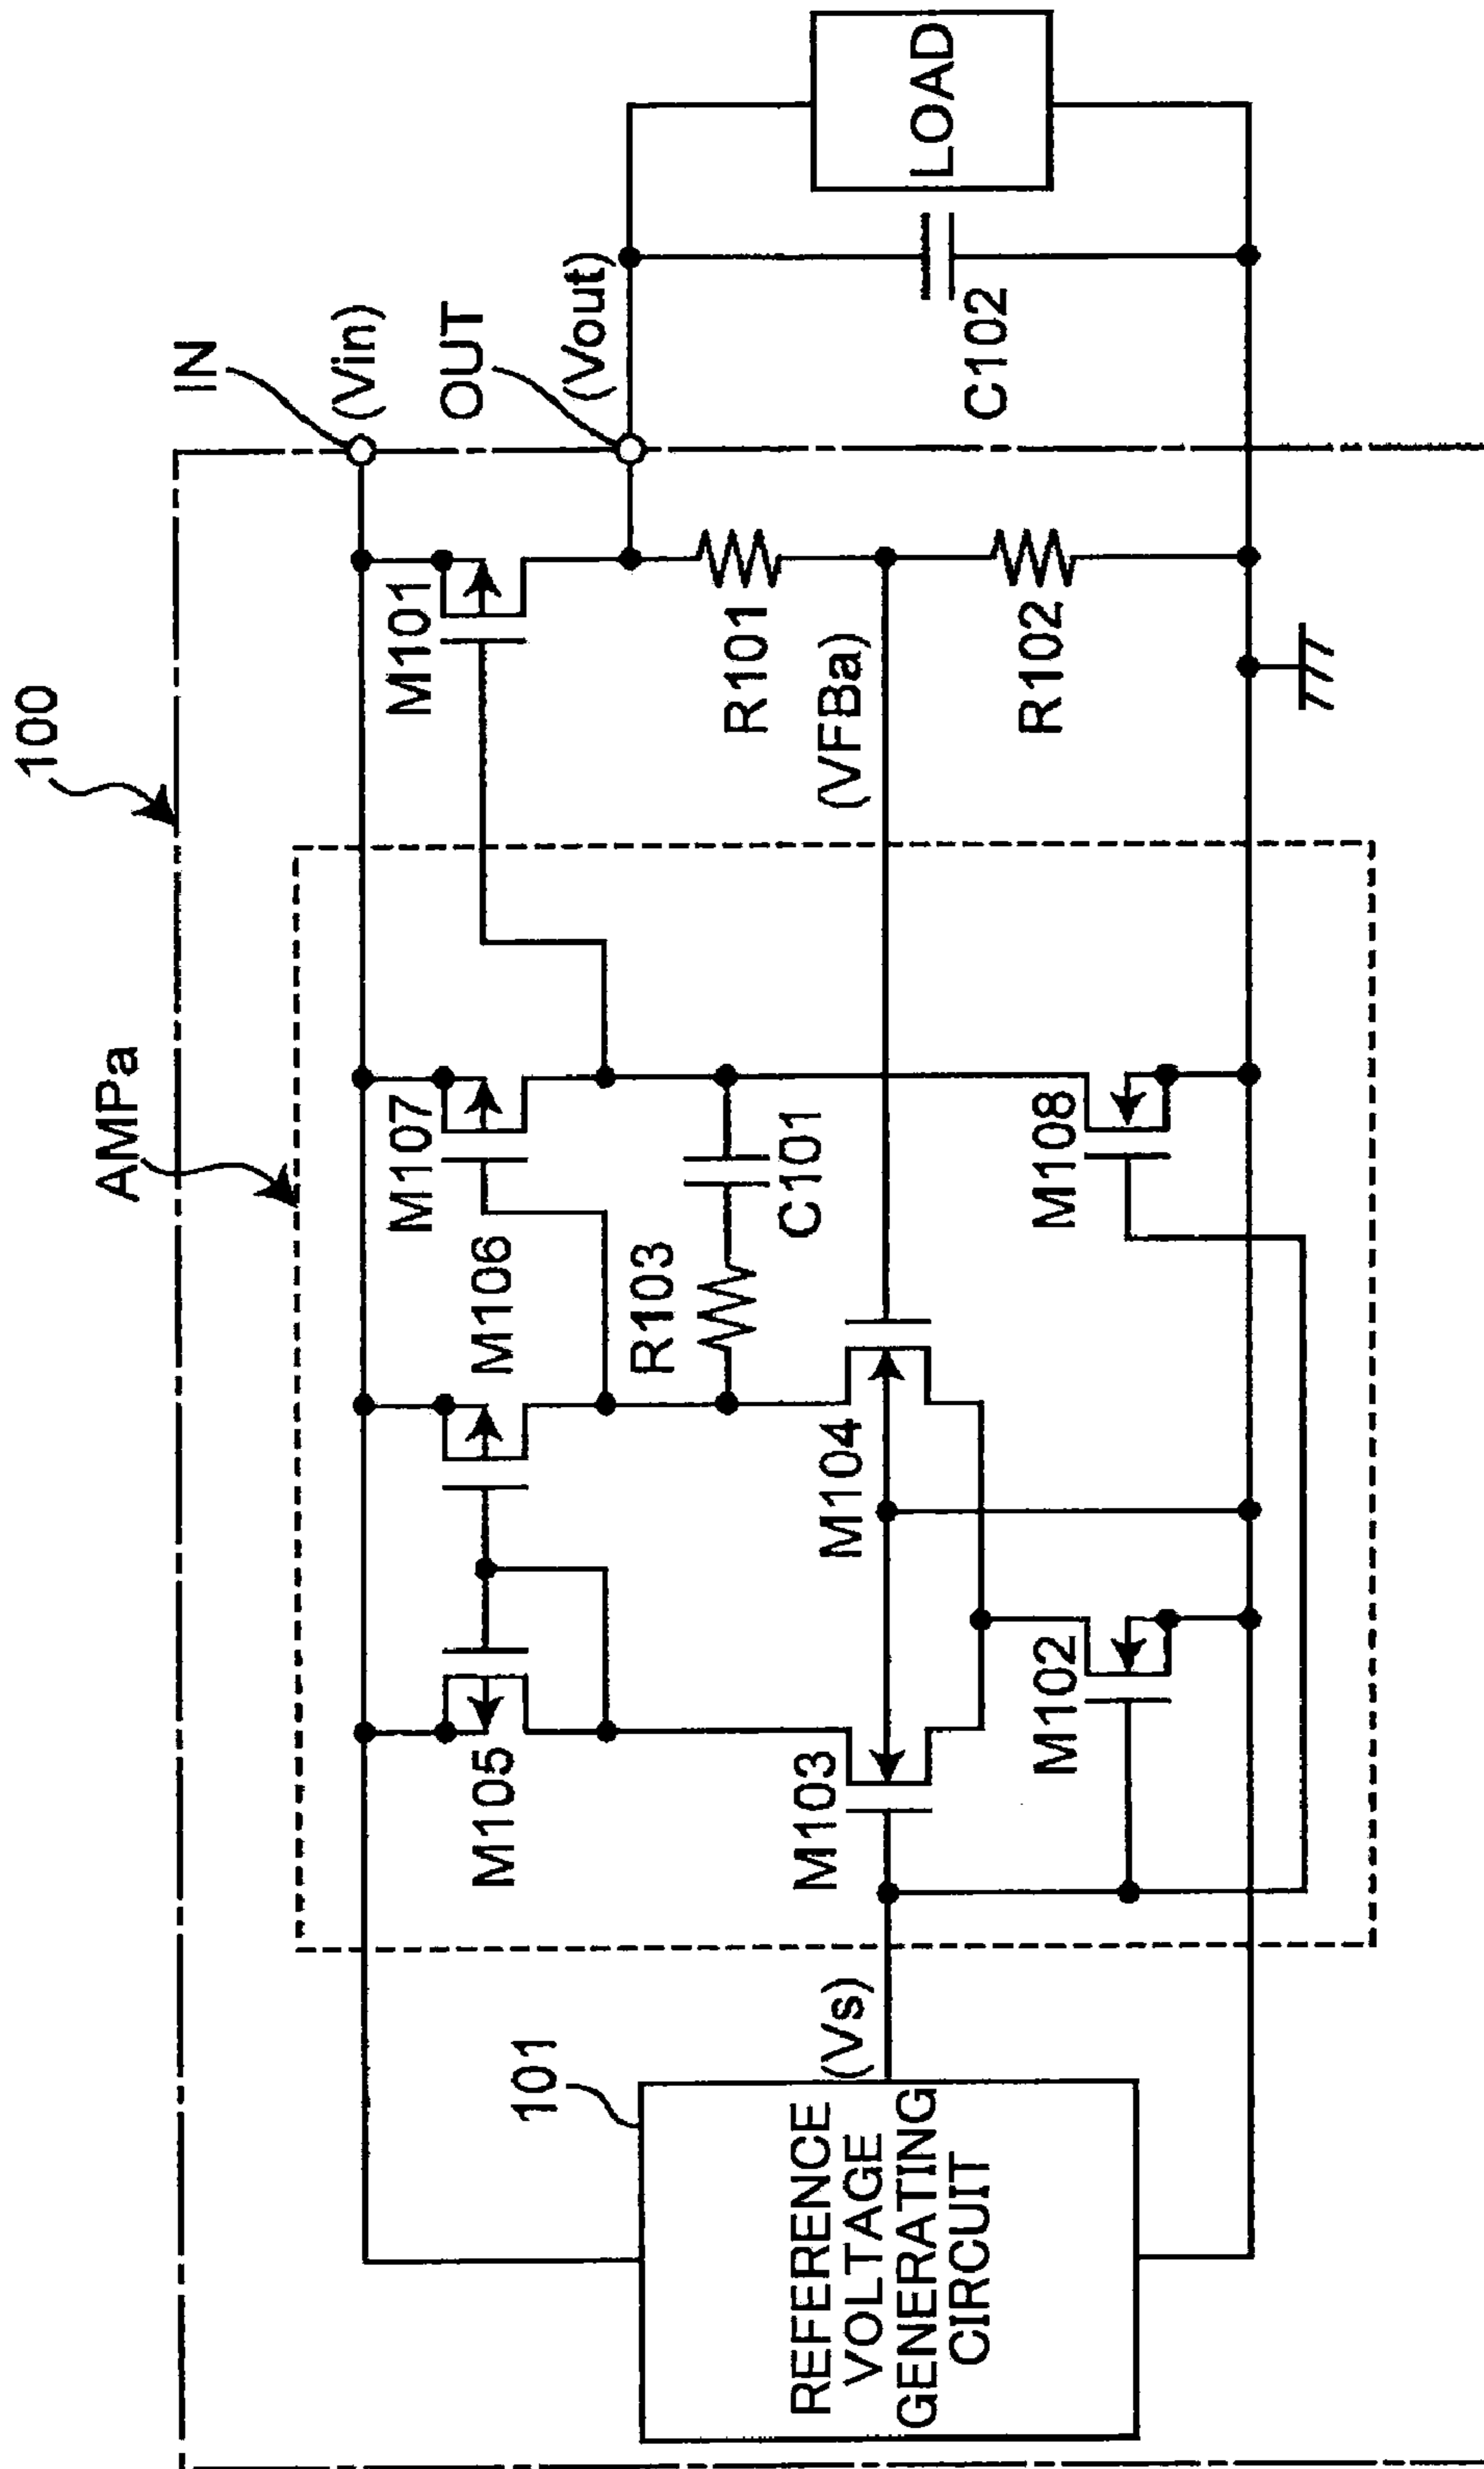 100
IN
(Vin)
AMPa
OUT
M105
M106
M107
M101
(Vout)
101
R103
C101
R101
LOAD
REFERENCE
VOLTAGE
GENERATING
CIRCUIT
(Vs)
M103
M104
(VFBa)
C102
M102
M108
R102